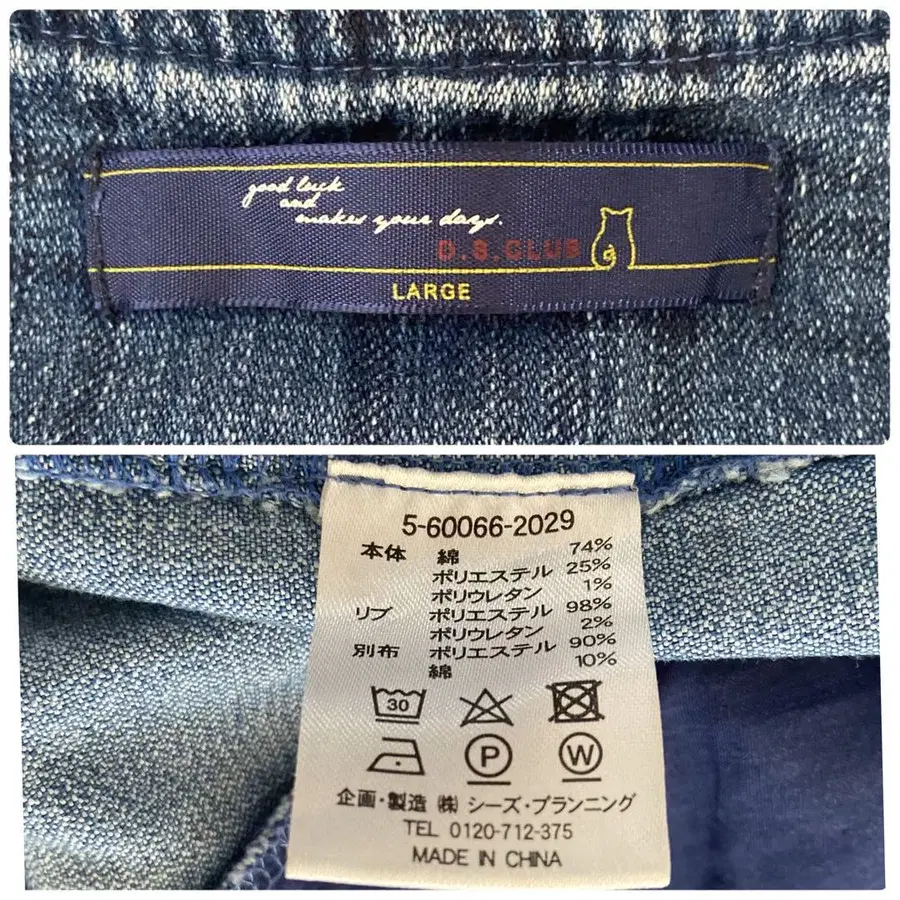 good luck
and
makes your days.
D.S.CLUB
LARGE
5-60066-2029
本体 綿 74%
ポリエステル 25%
ポリウレタン 1%
リブ ポリエステル 98%
ポリウレタン 2%
別布 ポリエステル 90%
綿 10%
30
P W
企画・製造 ㈱ シーズ・プランニング
TEL 0120-712-375
MADE IN CHINA